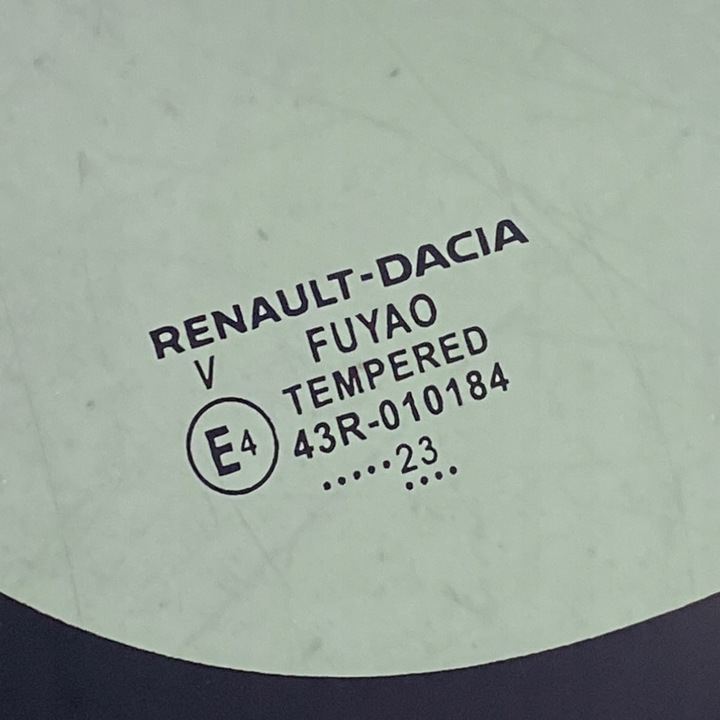 RENAULT-DACIA
V FUYAO
TEMPERED
E4 43R-010184
.....23
....